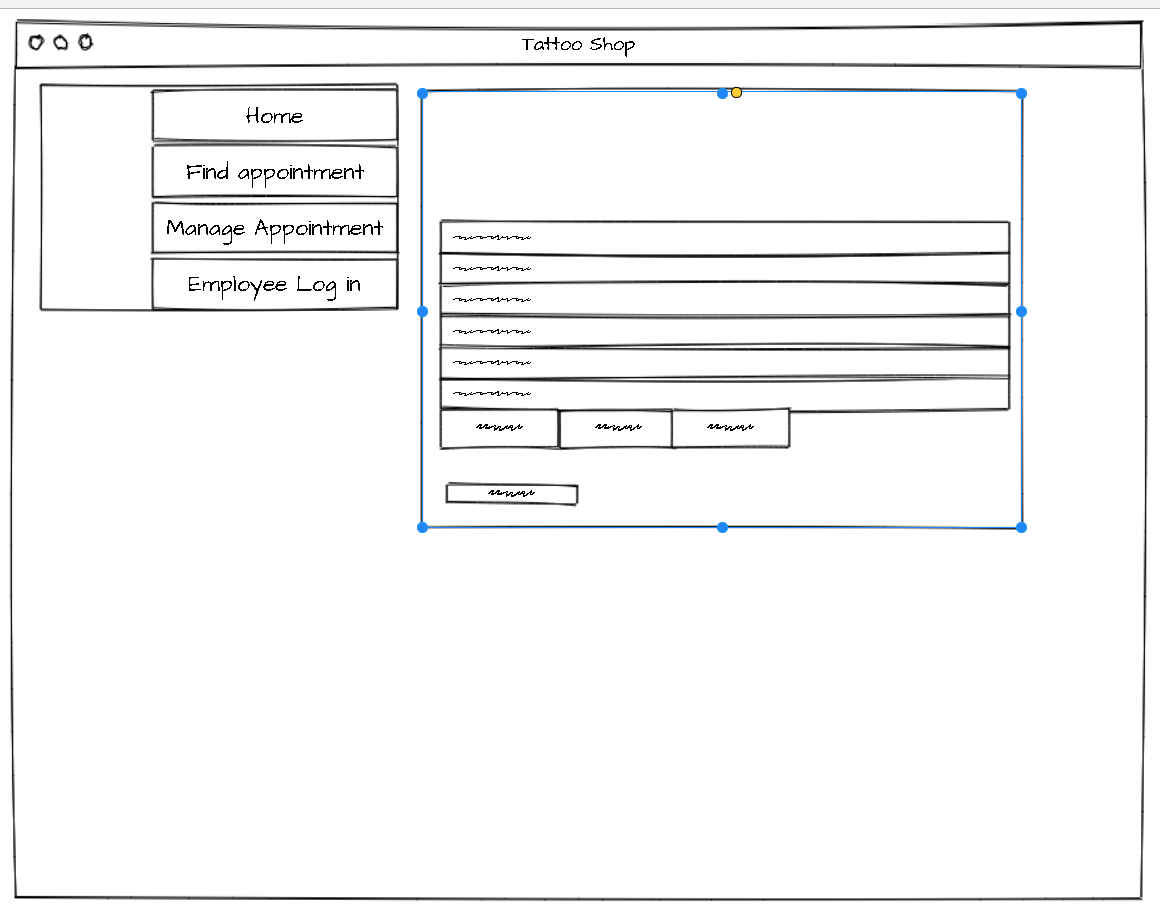 Tattoo Shop
Home
Find appointment
Manage Appointment
Employee Log in